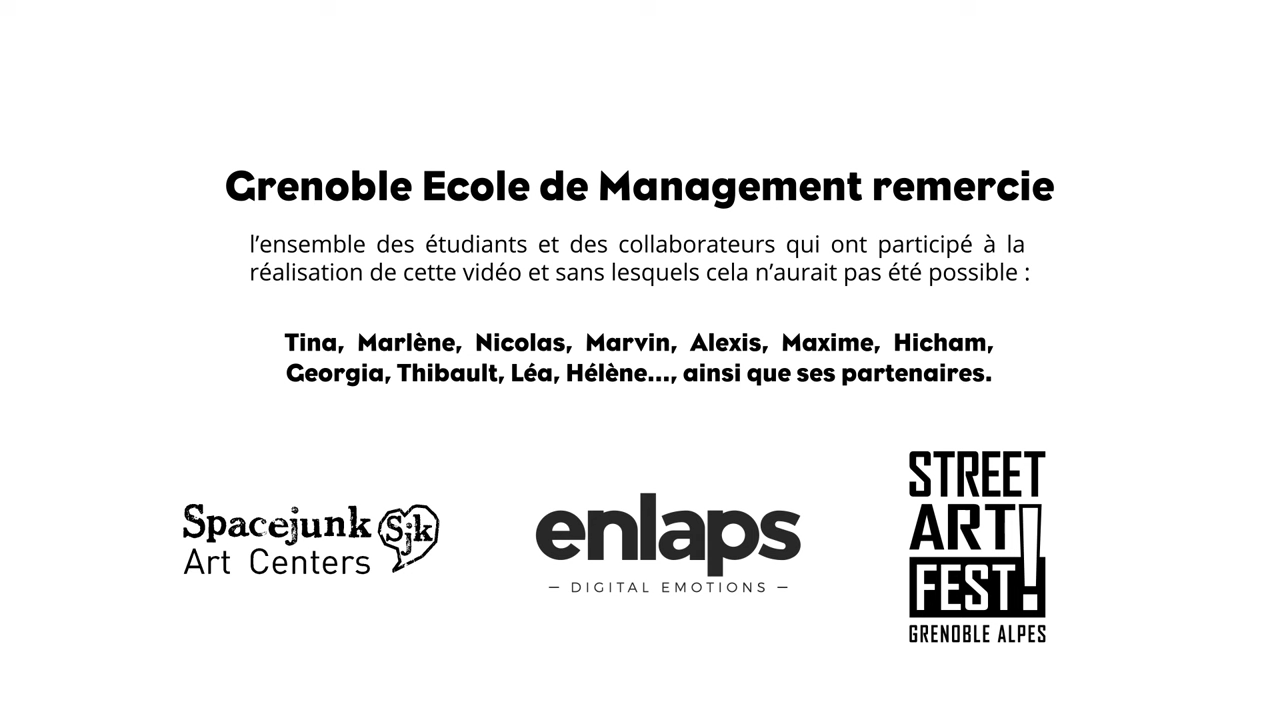 Grenoble Ecole de Management remercie
l’ensemble des étudiants et des collaborateurs qui ont participé à la
réalisation de cette vidéo et sans lesquels cela n’aurait pas été possible :
Tina, Marlène, Nicolas, Marvin, Alexis, Maxime, Hicham,
Georgia, Thibault, Léa, Hélène..., ainsi que ses partenaires.
Spacejunk Sjk
Art Centers
enlaps
– DIGITAL EMOTIONS –
STREET
ART
FEST!
GRENOBLE ALPES